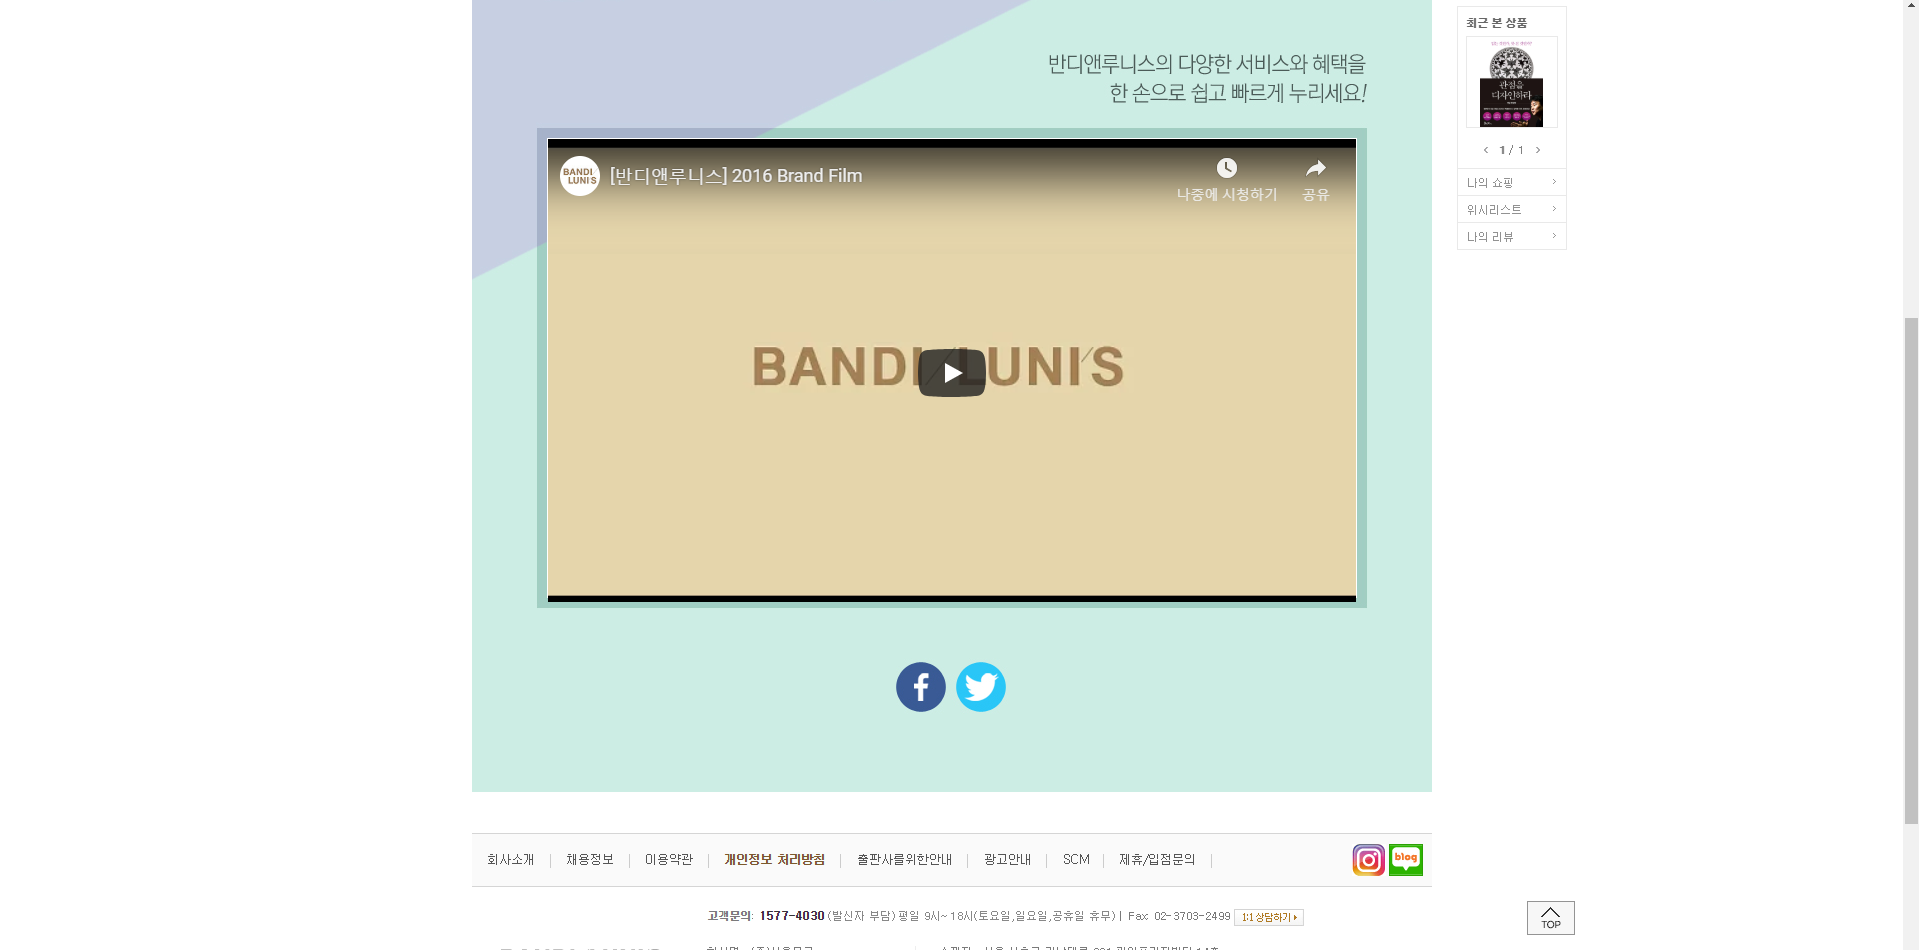 반디앤루니스의 다양한 서비스와 혜택을
한 손으로 쉽고 빠르게 누리세요!
BANDI
LUNI'S
[반디앤루니스] 2016 Brand Film
나중에 시청하기
공유
BANDI/LUNI'S
최근 본 상품
관점을
디자인하라
1 / 1
나의 쇼핑
위시리스트
나의 리뷰
회사소개
채용정보
이용약관
개인정보 처리방침
출판사를위한안내
광고안내
SCM
제휴/입점문의
blog
고객문의: 1577-4030 (발신자 부담) 평일 9시~ 18시(토요일,일요일,공휴일 휴무) | Fax: 02-3703-2499
1:1 상담하기
TOP